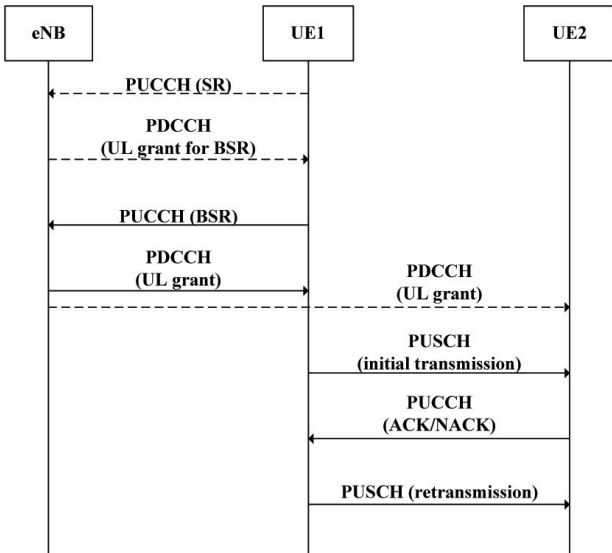 eNB
UE1
UE2
PUCCH (SR)
PDCCH
(UL grant for BSR)
PUCCH (BSR)
PDCCH
(UL grant)
PDCCH
(UL grant)
PUSCH
(initial transmission)
PUCCH
(ACK/NACK)
PUSCH (retransmission)